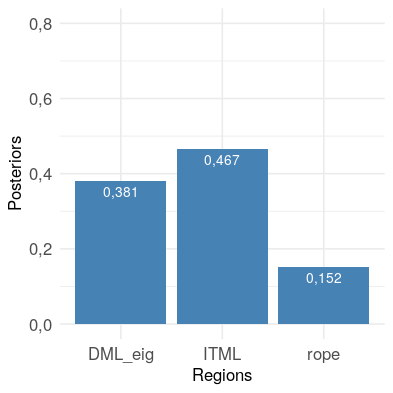 0,8
0,6
0,4
0,2
0,0
Posteriors
0,381
0,467
0,152
DML_eig
ITML
rope
Regions